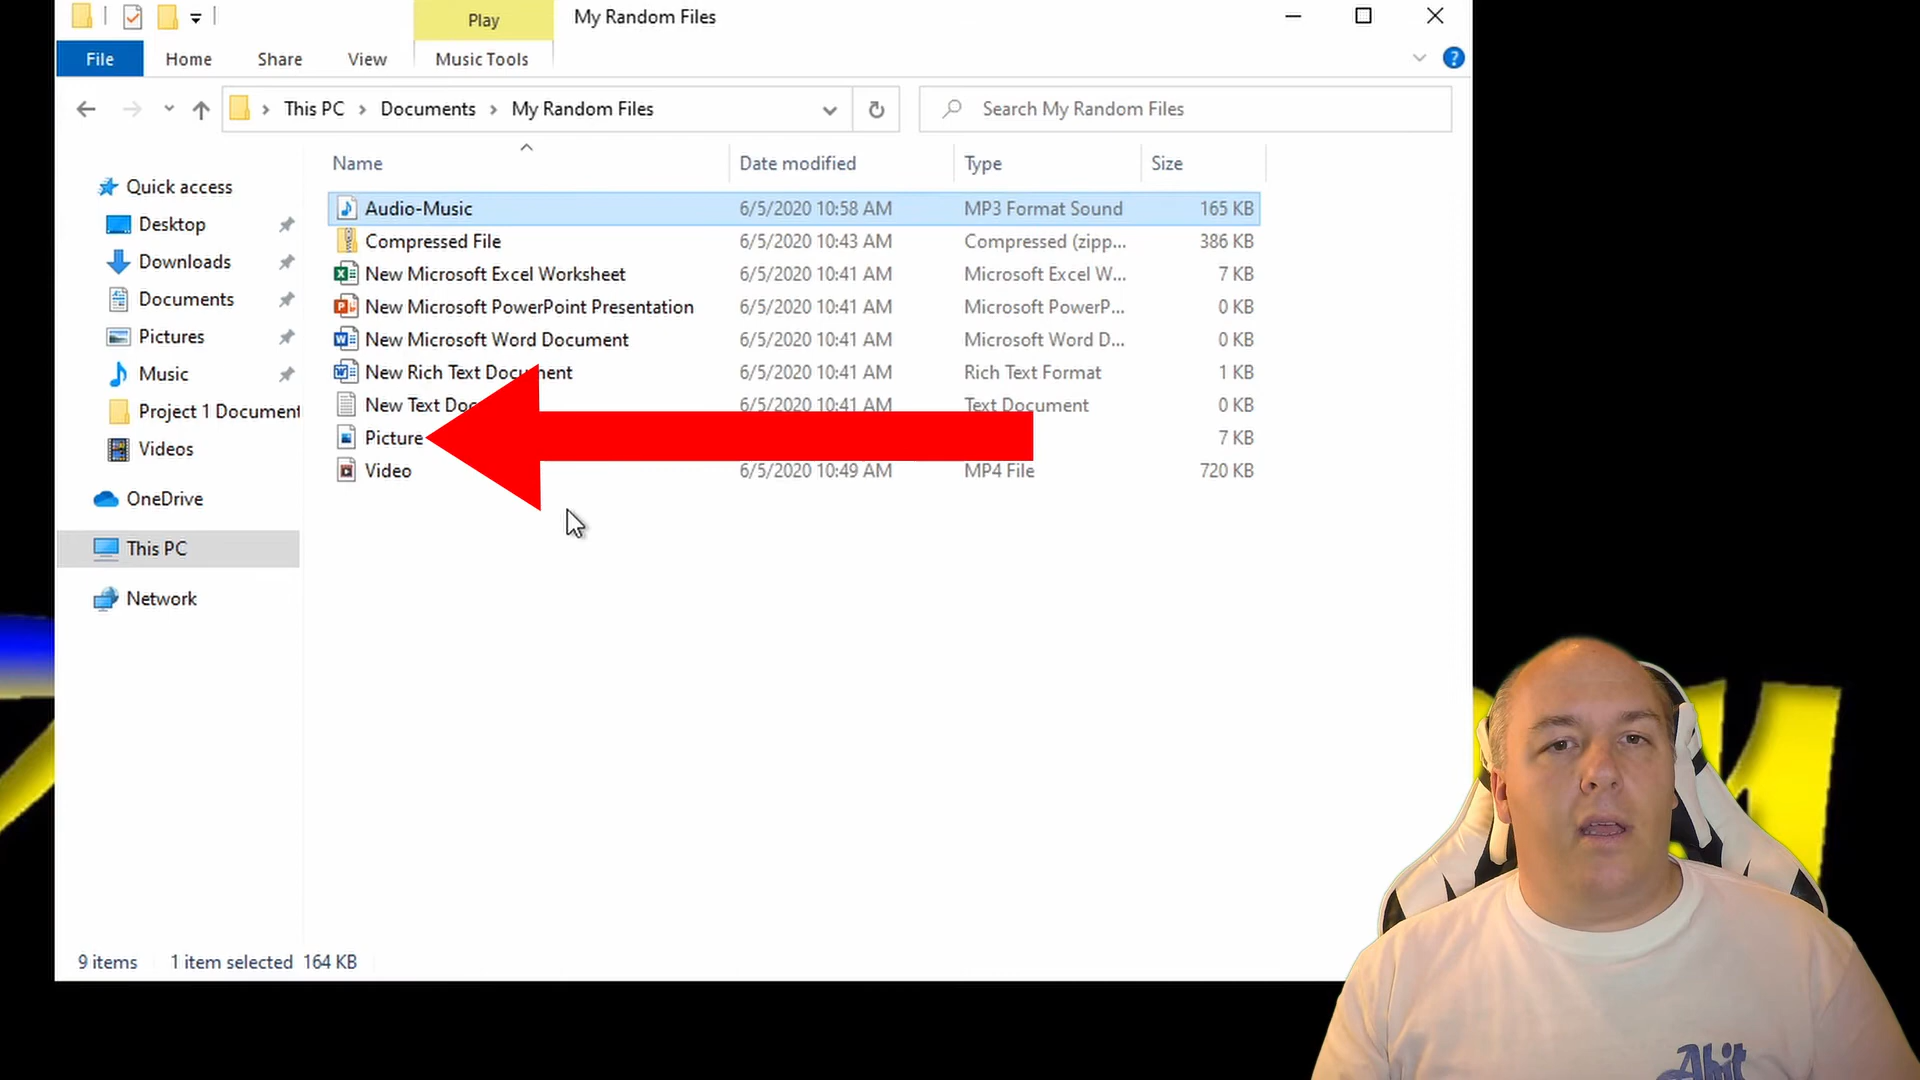 Play
My Random Files
File
Home
Share
View
Music Tools
?
This PC
Documents
My Random Files
Search My Random Files
Name
Date modified
Type
Size
Quick access
Desktop
Downloads
Documents
Pictures
Music
Project 1 Document
Videos
OneDrive
This PC
Network
Audio-Music 6/5/2020 10:58 AM MP3 Format Sound 165 KB
Compressed File 6/5/2020 10:43 AM Compressed (zipp... 386 KB
New Microsoft Excel Worksheet 6/5/2020 10:41 AM Microsoft Excel W... 7 KB
New Microsoft PowerPoint Presentation 6/5/2020 10:41 AM Microsoft PowerP... 0 KB
New Microsoft Word Document 6/5/2020 10:41 AM Microsoft Word D... 0 KB
New Rich Text Document 6/5/2020 10:41 AM Rich Text Format 1 KB
New Text Doc 6/5/2020 10:41 AM Text Document 0 KB
Picture 7 KB
Video 6/5/2020 10:49 AM MP4 File 720 KB
9 items 1 item selected 164 KB